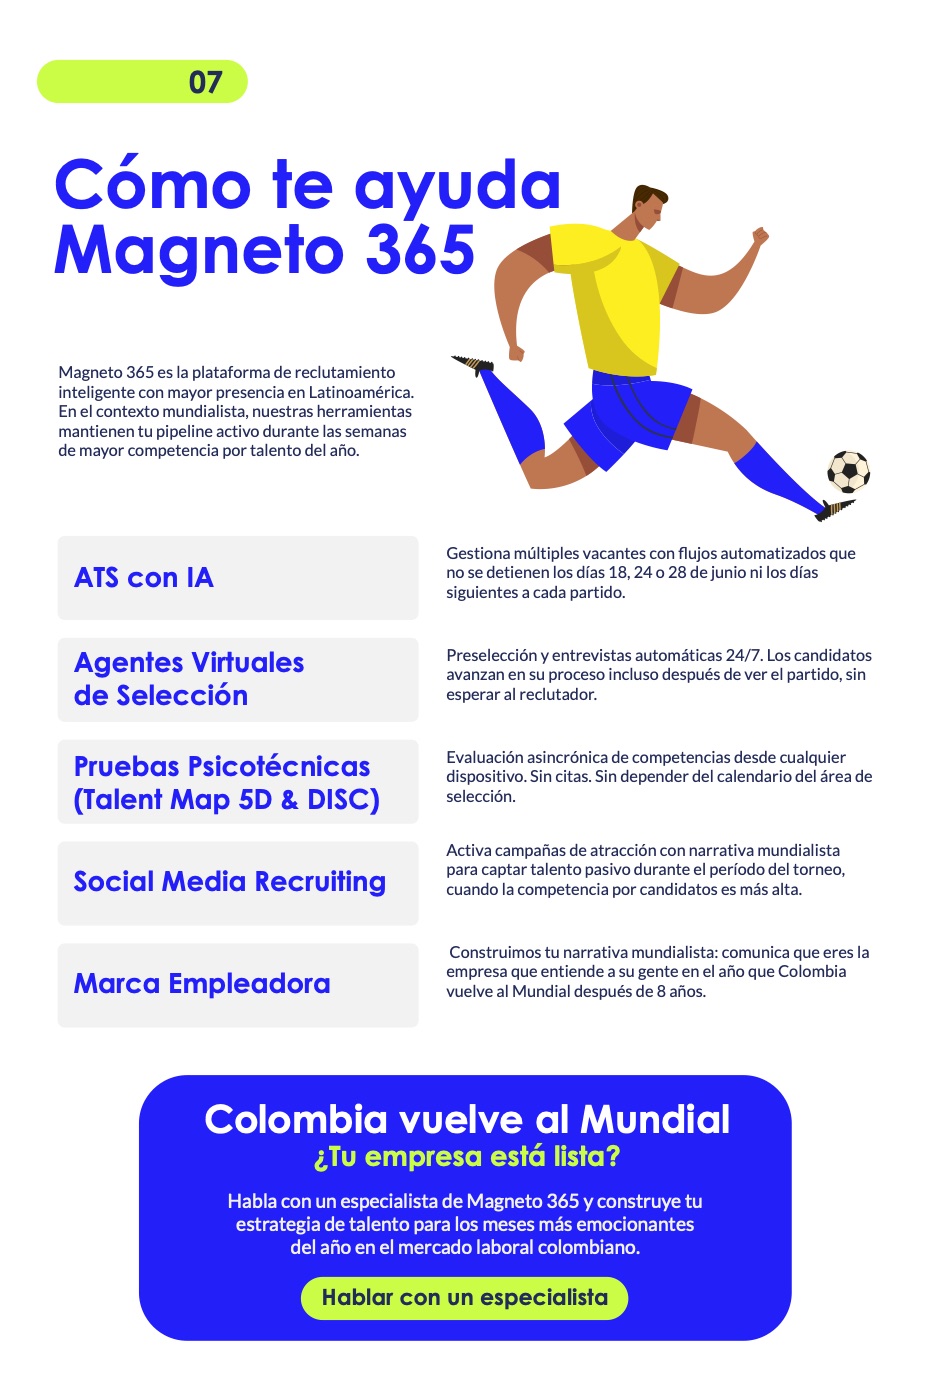 07
Cómo te ayuda
Magneto 365
Magneto 365 es la plataforma de reclutamiento
inteligente con mayor presencia en Latinoamérica.
En el contexto mundialista, nuestras herramientas
mantienen tu pipeline activo durante las semanas
de mayor competencia por talento del año.
ATS con IA
Gestiona múltiples vacantes con flujos automatizados que
no se detienen los días 18, 24 o 28 de junio ni los días
siguientes a cada partido.
Agentes Virtuales
de Selección
Preselección y entrevistas automáticas 24/7. Los candidatos
avanzan en su proceso incluso después de ver el partido, sin
esperar al reclutador.
Pruebas Psicotécnicas
(Talent Map 5D & DISC)
Evaluación asincrónica de competencias desde cualquier
dispositivo. Sin citas. Sin depender del calendario del área de
selección.
Social Media Recruiting
Activa campañas de atracción con narrativa mundialista
para captar talento pasivo durante el período del torneo,
cuando la competencia por candidatos es más alta.
Marca Empleadora
Construimos tu narrativa mundialista: comunica que eres la
empresa que entiende a su gente en el año que Colombia
vuelve al Mundial después de 8 años.
Colombia vuelve al Mundial
¿Tu empresa está lista?
Habla con un especialista de Magneto 365 y construye tu
estrategia de talento para los meses más emocionantes
del año en el mercado laboral colombiano.
Hablar con un especialista